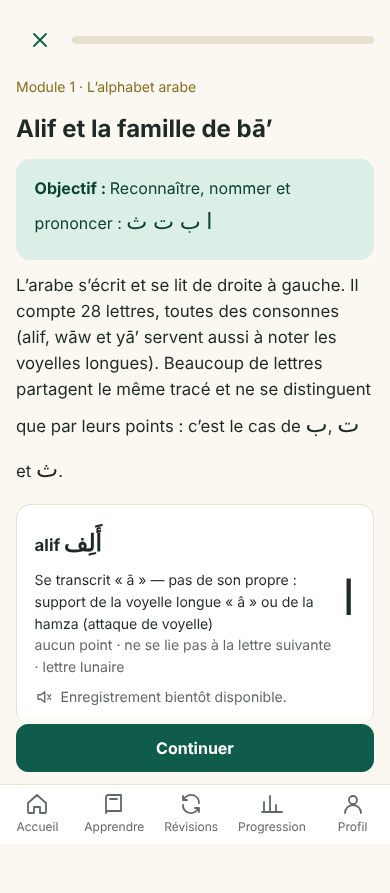 Module 1 · L’alphabet arabe
Alif et la famille de bā’
Objectif : Reconnaître, nommer et
prononcer : ا ب ت ث
L’arabe s’écrit et se lit de droite à gauche. Il
compte 28 lettres, toutes des consonnes
(alif, wāw et yā’ servent aussi à noter les
voyelles longues). Beaucoup de lettres
partagent le même tracé et ne se distinguent
que par leurs points : c’est le cas de ب, ت
et ث.
alif أَلِف
Se transcrit « ā » — pas de son propre :
support de la voyelle longue « â » ou de la
hamza (attaque de voyelle)
ا
aucun point · ne se lie pas à la lettre suivante
· lettre lunaire
Enregistrement bientôt disponible.
Continuer
Accueil Apprendre Révisions Progression Profil